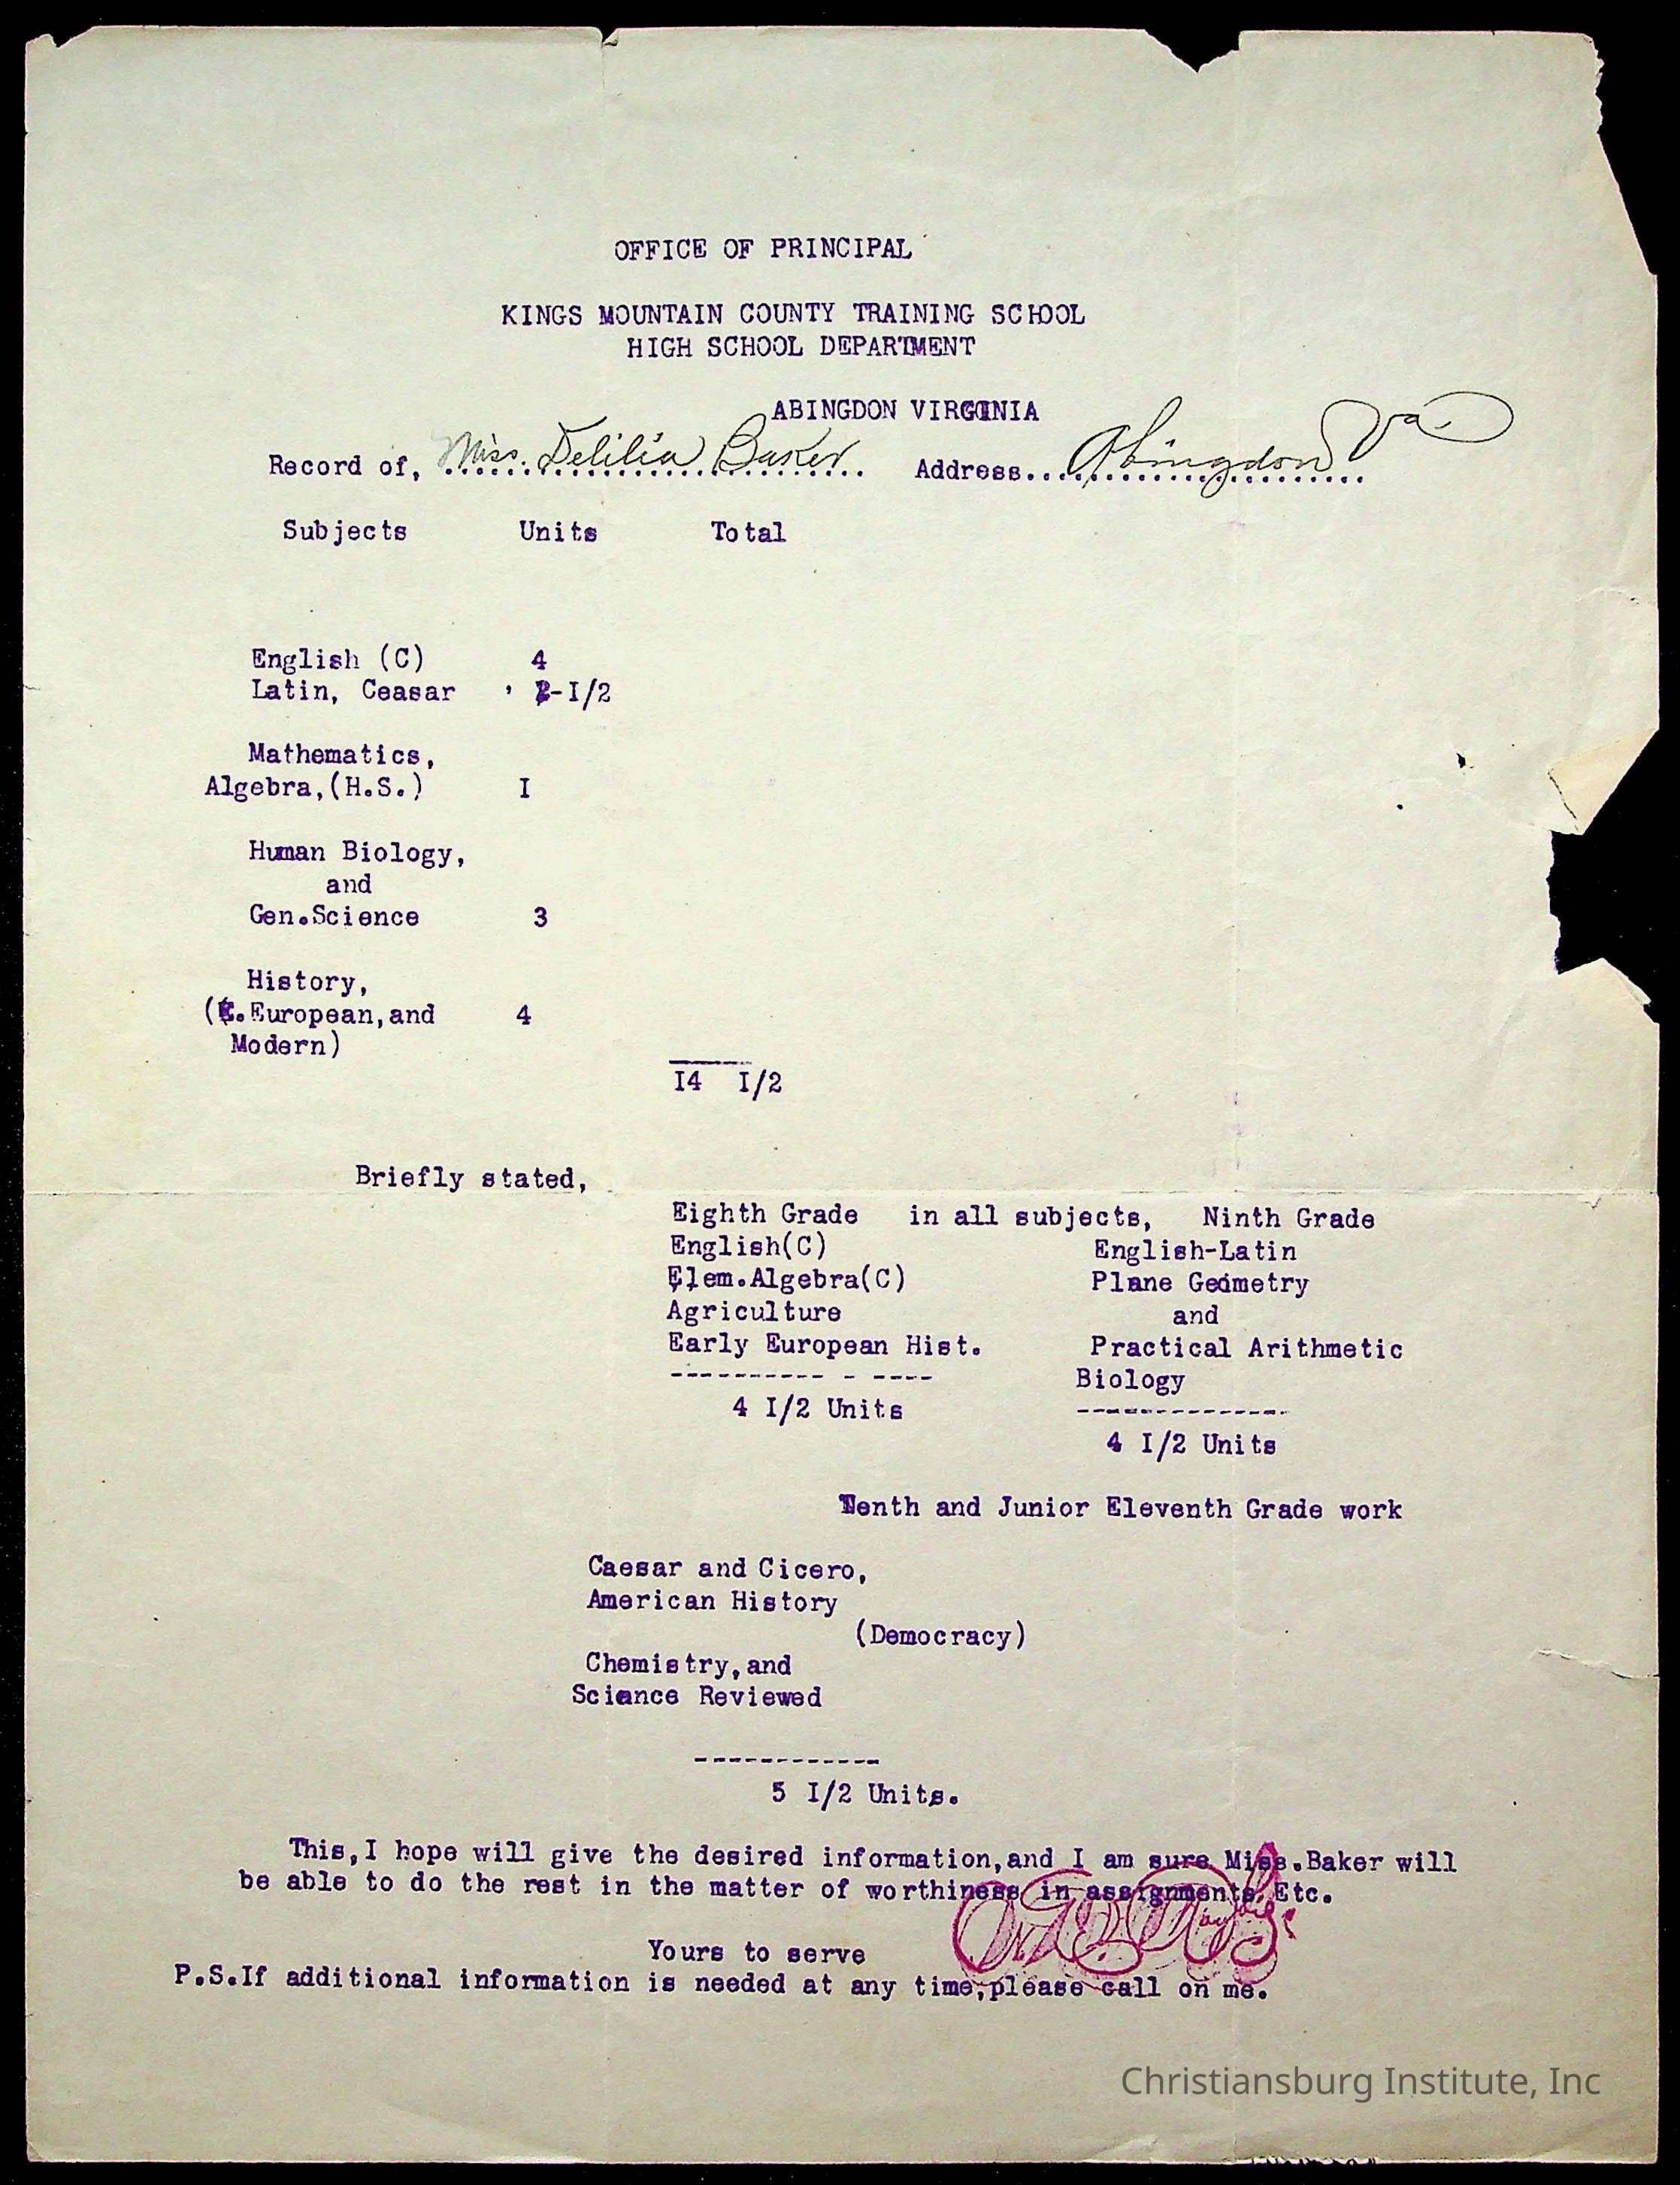 OFFICE OF PRINCIPAL
KINGS MOUNTAIN COUNTY TRAINING SCHOOL
HIGH SCHOOL DEPARTMENT
ABINGDON VIRGINIA
Record of, Miss. Delilia Baker Address... Abingdon Va.
Subjects Units Total
English (C) 4
Latin, Ceasar ' 2-I/2
Mathematics,
Algebra,(H.S.) I
Human Biology,
and
Gen.Science 3
History,
(E.European,and 4
Modern)
I4 I/2
Briefly stated,
Eighth Grade in all subjects, Ninth Grade
English(C) English-Latin
Elem.Algebra(C) Plane Geometry
Agriculture and
Early European Hist. Practical Arithmetic
---------- - ---- Biology
4 I/2 Units ---------------
4 I/2 Units
Tenth and Junior Eleventh Grade work
Caesar and Cicero,
American History
(Democracy)
Chemistry,and
Science Reviewed
------------
5 I/2 Units.
This,I hope will give the desired information,and I am sure Miss.Baker will
be able to do the rest in the matter of worthiness in assignments Etc.
Yours to serve
P.S.If additional information is needed at any time,please call on me.
Christiansburg Institute, Inc